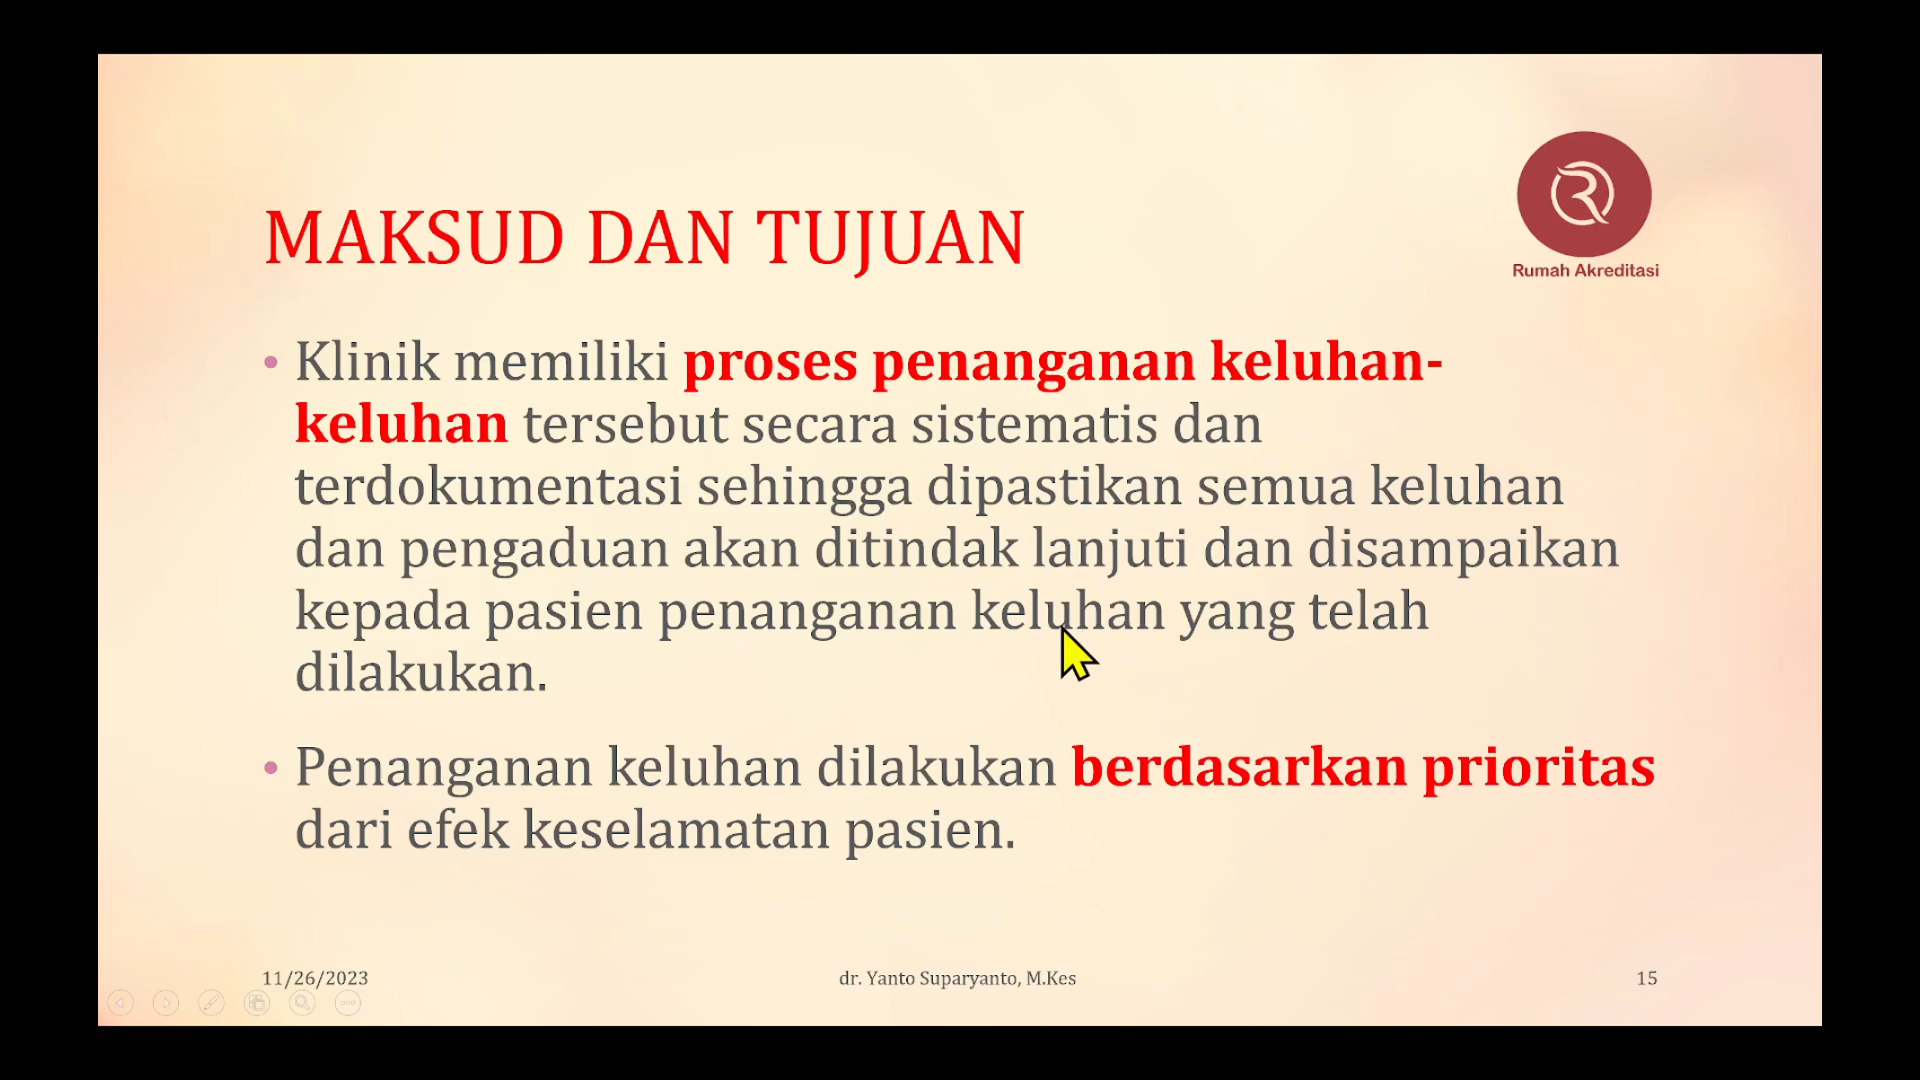 Rumah Akreditasi
MAKSUD DAN TUJUAN
• Klinik memiliki proses penanganan keluhan-
keluhan tersebut secara sistematis dan
terdokumentasi sehingga dipastikan semua keluhan
dan pengaduan akan ditindak lanjuti dan disampaikan
kepada pasien penanganan keluhan yang telah
dilakukan.
• Penanganan keluhan dilakukan berdasarkan prioritas
dari efek keselamatan pasien.
11/26/2023
dr. Yanto Suparyanto, M.Kes
15